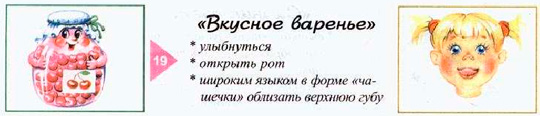 «Вкусное варенье»
* улыбнуться
19
* открыть рот
* широким языком в форме «ча-
шечки» облизать верхнюю губу